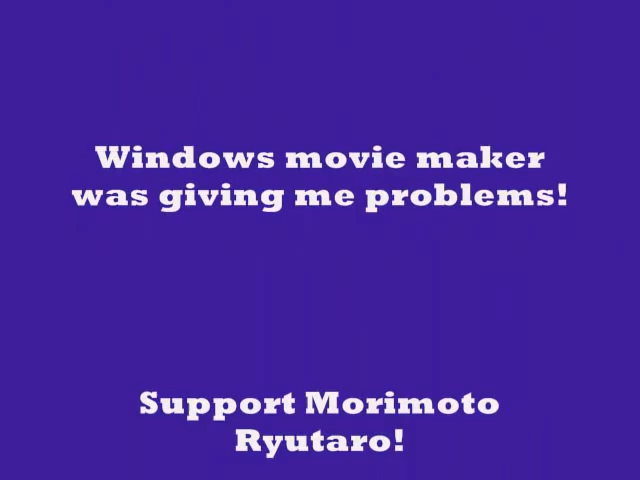 Windows movie maker
was giving me problems!
Support Morimoto
Ryutaro!